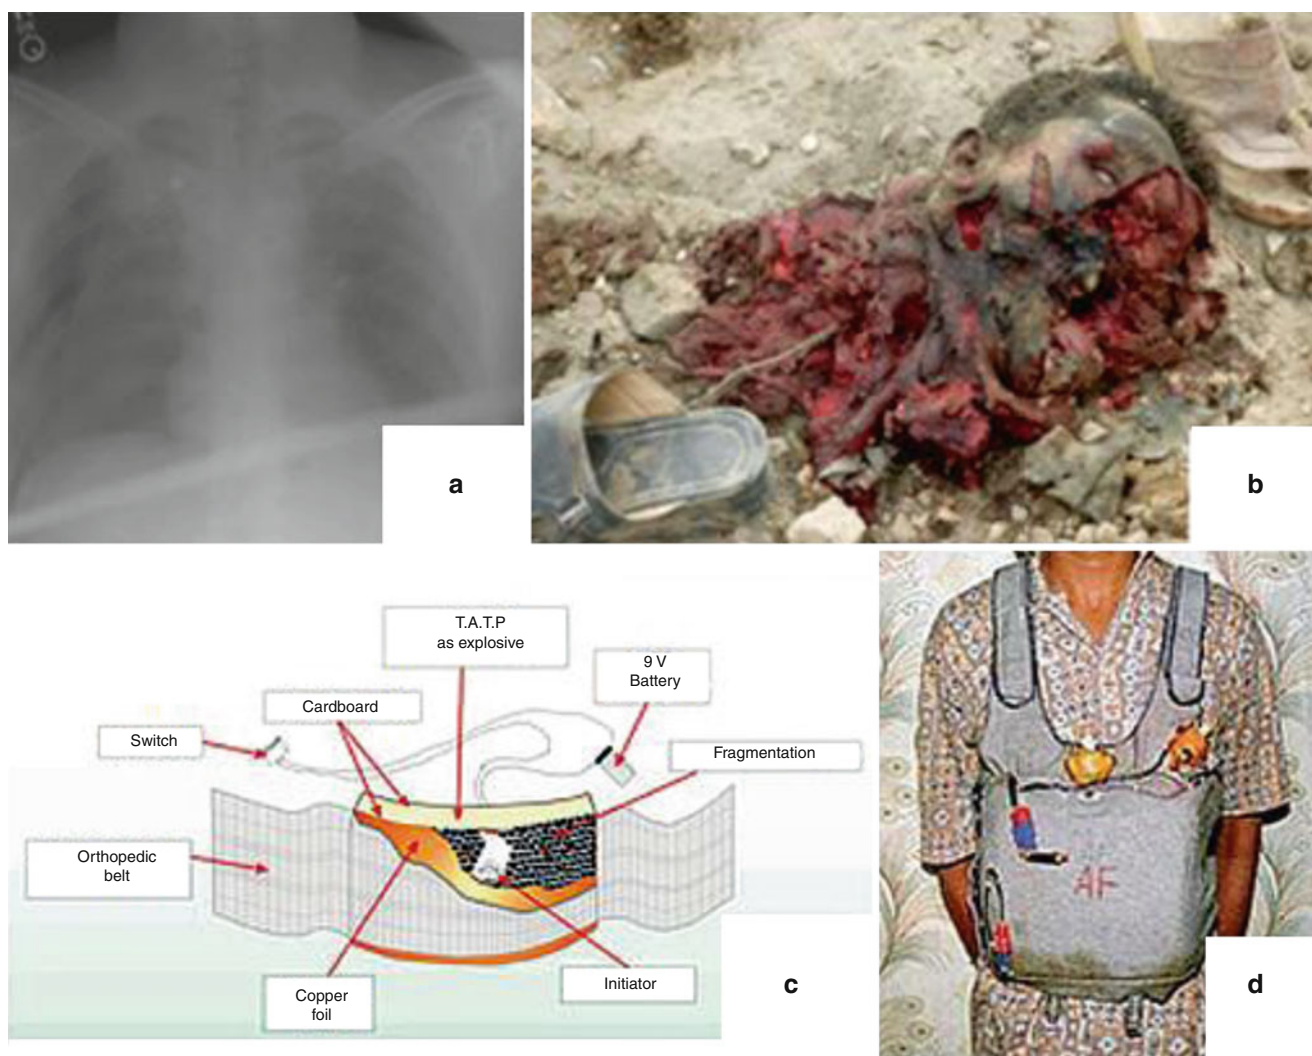 a
b
T.A.T.P
as explosive
9 V
Battery
Cardboard
Switch
Fragmentation
Orthopedic
belt
Copper
foil
Initiator
c
AF
d